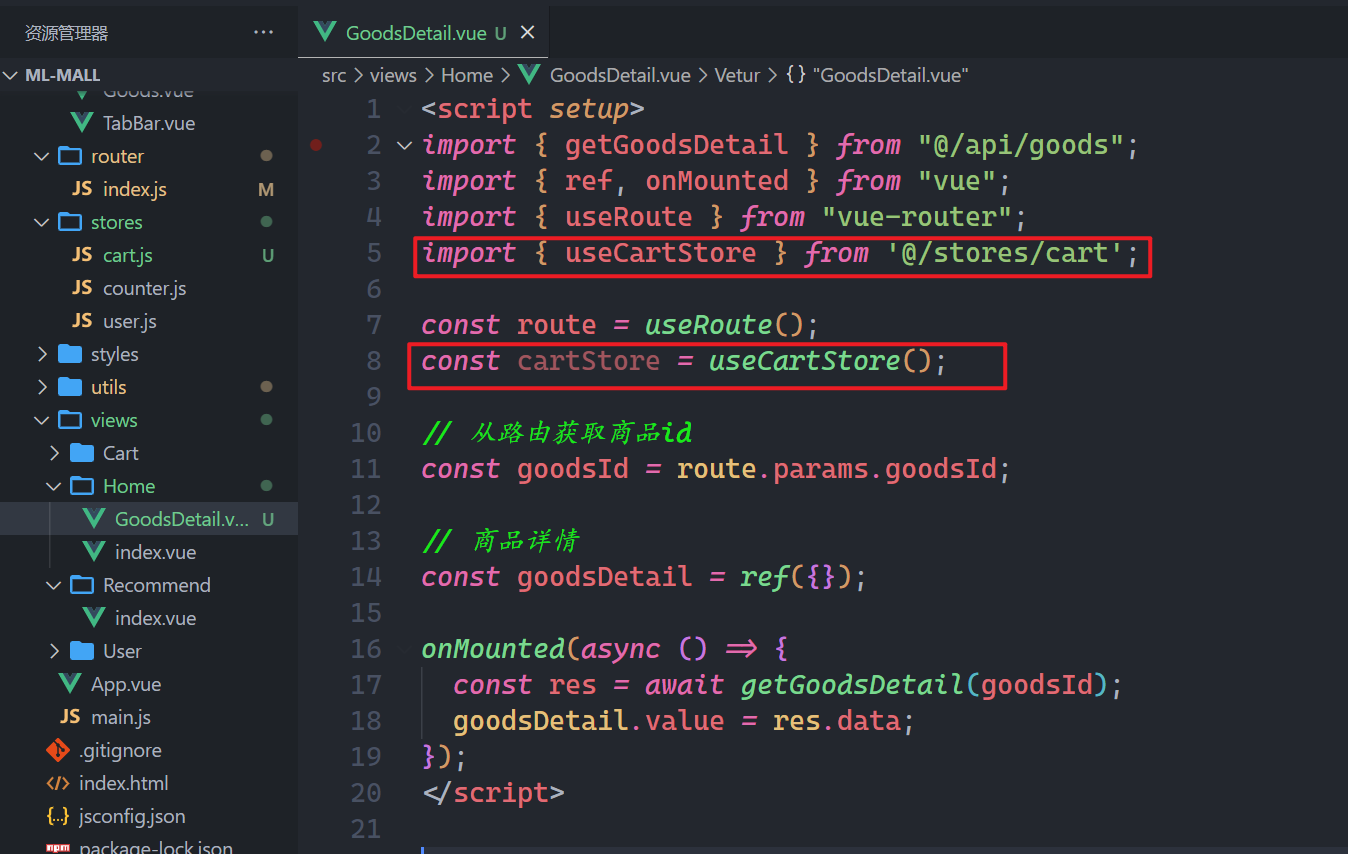 资源管理器 ...
GoodsDetail.vue U ×
ML-MALL
src > views > Home > GoodsDetail.vue > Vetur > {} "GoodsDetail.vue"
Goods.vue
TabBar.vue
router
JS index.js M
stores
JS cart.js U
JS counter.js
JS user.js
styles
utils
views
Cart
Home
GoodsDetail.v... U
index.vue
Recommend
index.vue
User
App.vue
JS main.js
.gitignore
index.html
jsconfig.json
package-lock.json
1 <script setup>
2 import { getGoodsDetail } from "@/api/goods";
3 import { ref, onMounted } from "vue";
4 import { useRoute } from "vue-router";
5 import { useCartStore } from '@/stores/cart';
6
7 const route = useRoute();
8 const cartStore = useCartStore();
9
10 // 从路由获取商品id
11 const goodsId = route.params.goodsId;
12
13 // 商品详情
14 const goodsDetail = ref({});
15
16 onMounted(async () => {
17 const res = await getGoodsDetail(goodsId);
18 goodsDetail.value = res.data;
19 });
20 </script>
21